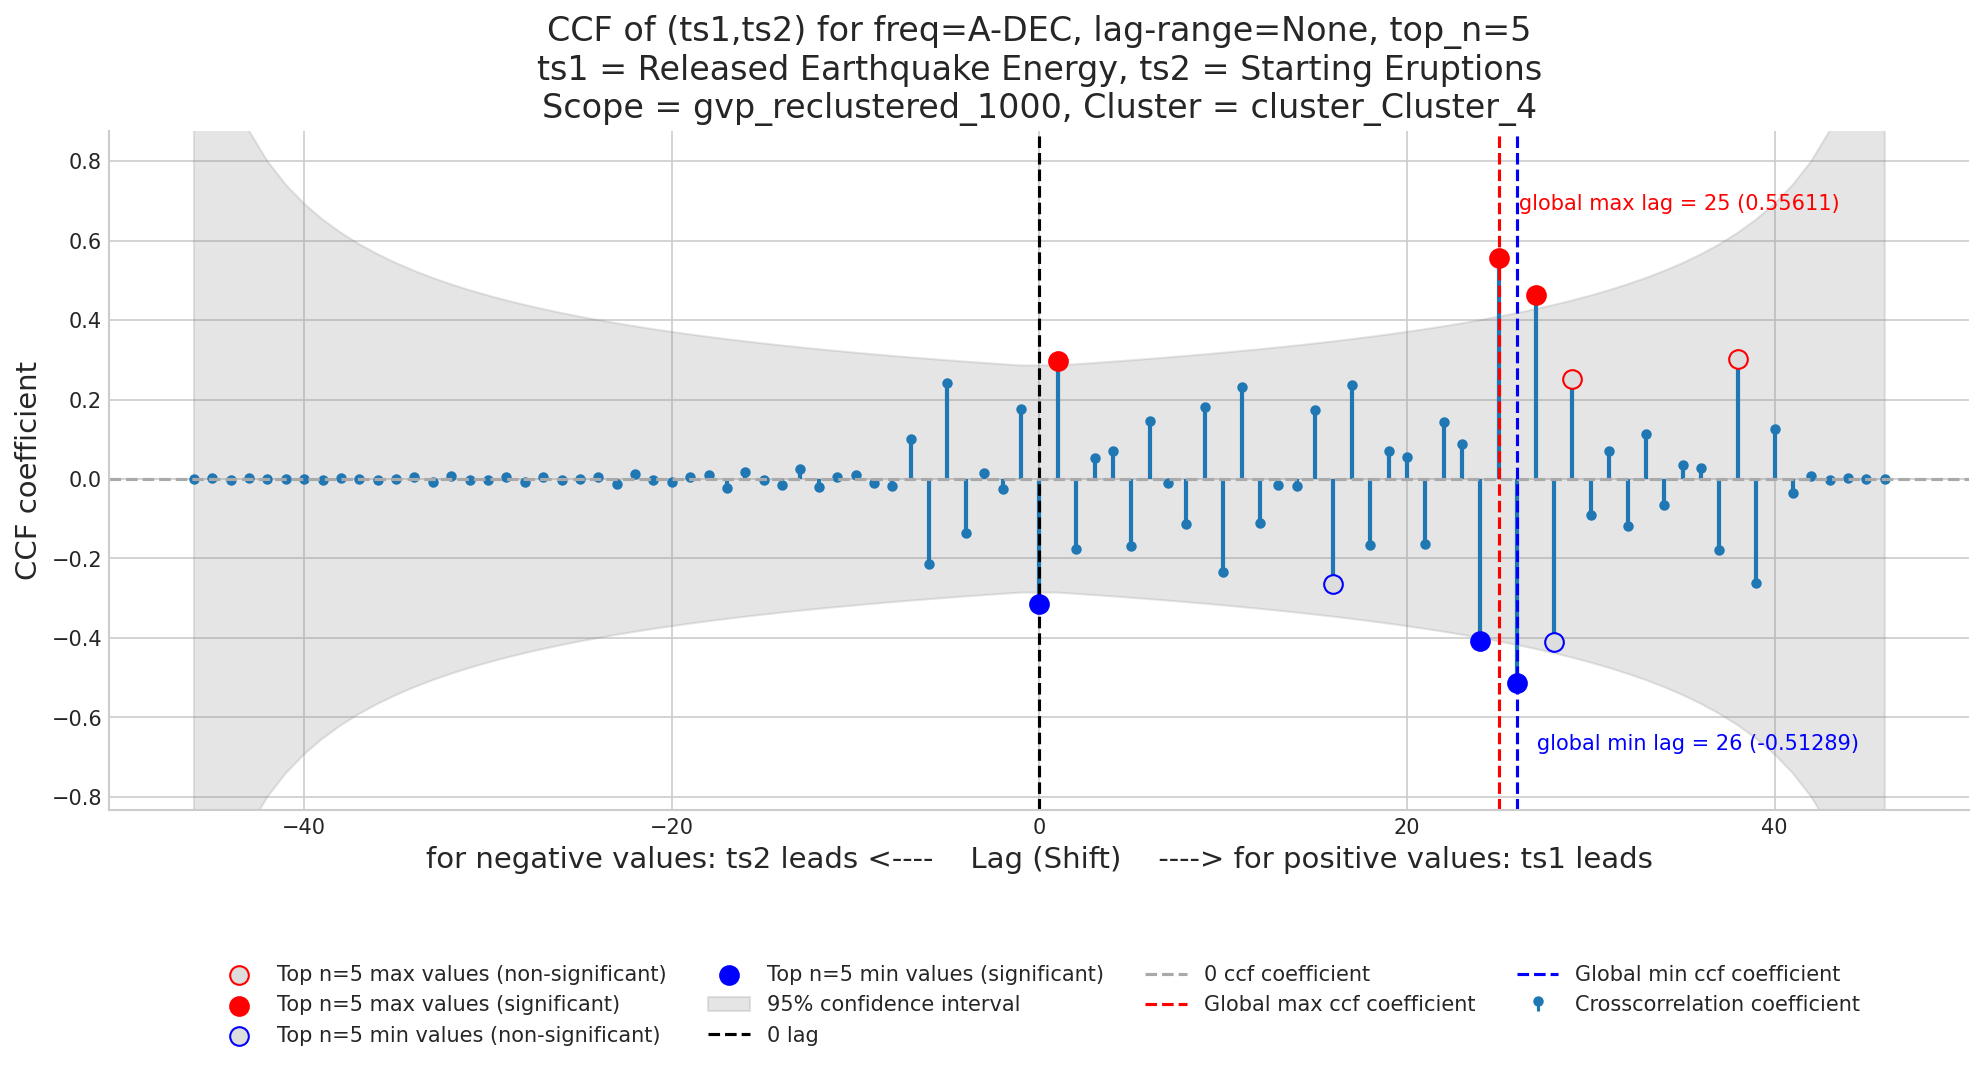 CCF of (ts1,ts2) for freq=A-DEC, lag-range=None, top_n=5
ts1 = Released Earthquake Energy, ts2 = Starting Eruptions
Scope = gvp_reclustered_1000, Cluster = cluster_Cluster_4
CCF coefficient
0.8
0.6
0.4
0.2
0.0
−0.2
−0.4
−0.6
−0.8
global max lag = 25 (0.55611)
global min lag = 26 (-0.51289)
−40
−20
0
20
40
for negative values: ts2 leads <---- Lag (Shift) ----> for positive values: ts1 leads
Top n=5 max values (non-significant)
Top n=5 max values (significant)
Top n=5 min values (non-significant)
Top n=5 min values (significant)
95% confidence interval
0 lag
0 ccf coefficient
Global max ccf coefficient
Global min ccf coefficient
Crosscorrelation coefficient